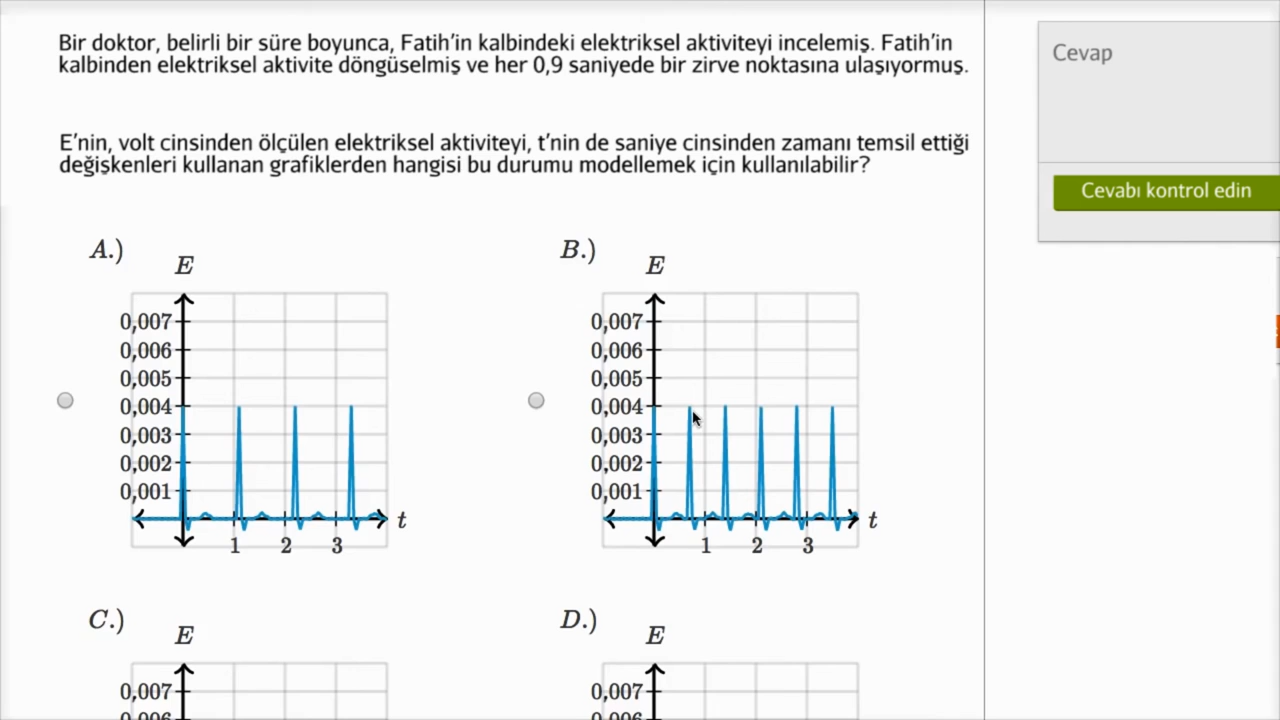 Bir doktor, belirli bir süre boyunca, Fatih'in kalbindeki elektriksel aktiviteyi incelemiş. Fatih'in
kalbinden elektriksel aktivite döngüselmiş ve her 0,9 saniyede bir zirve noktasına ulaşıyormuş.
E'nin, volt cinsinden ölçülen elektriksel aktiviteyi, t'nin de saniye cinsinden zamanı temsil ettiği
değişkenleri kullanan grafiklerden hangisi bu durumu modellemek için kullanılabilir?
A.)
E
0,007
0,006
0,005
0,004
0,003
0,002
0,001
1 2 3
t
B.)
E
0,007
0,006
0,005
0,004
0,003
0,002
0,001
1 2 3
t
C.)
E
0,007
0,006
D.)
E
0,007
0,006
Cevap
Cevabı kontrol edin